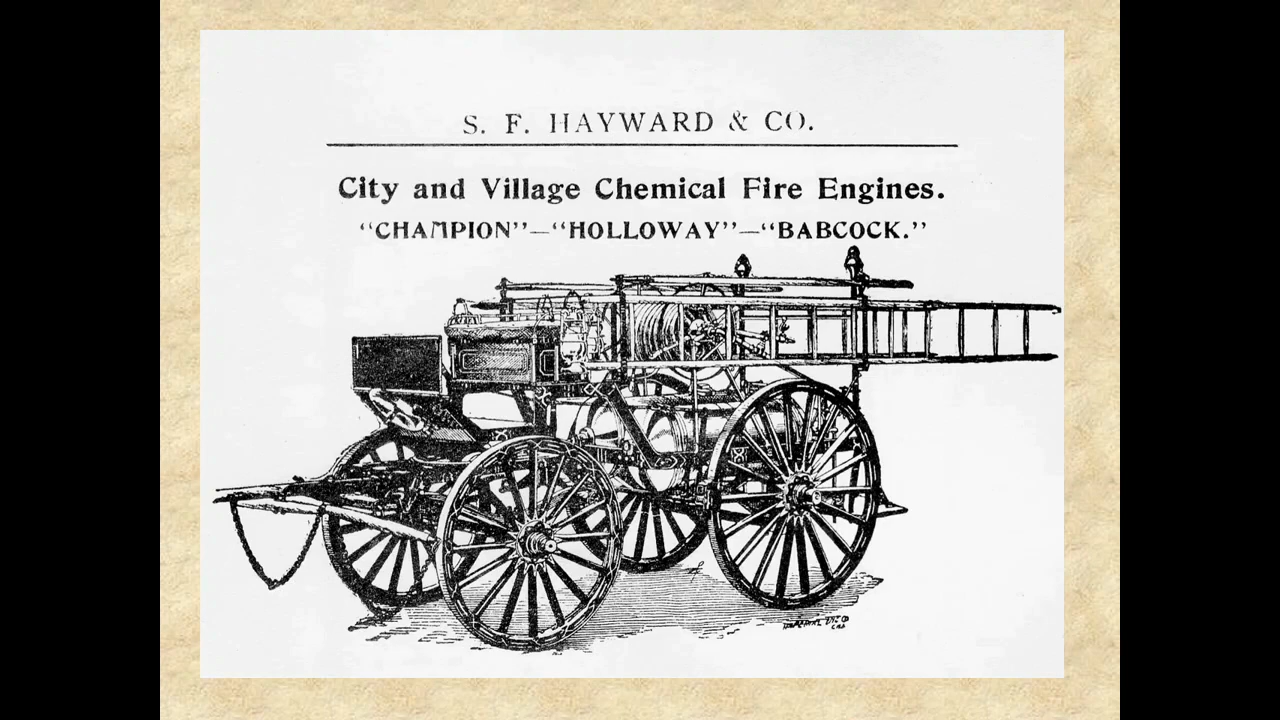 S. F. HAYWARD & CO.
City and Village Chemical Fire Engines.
“CHAMPION”—“HOLLOWAY”—“BABCOCK.”